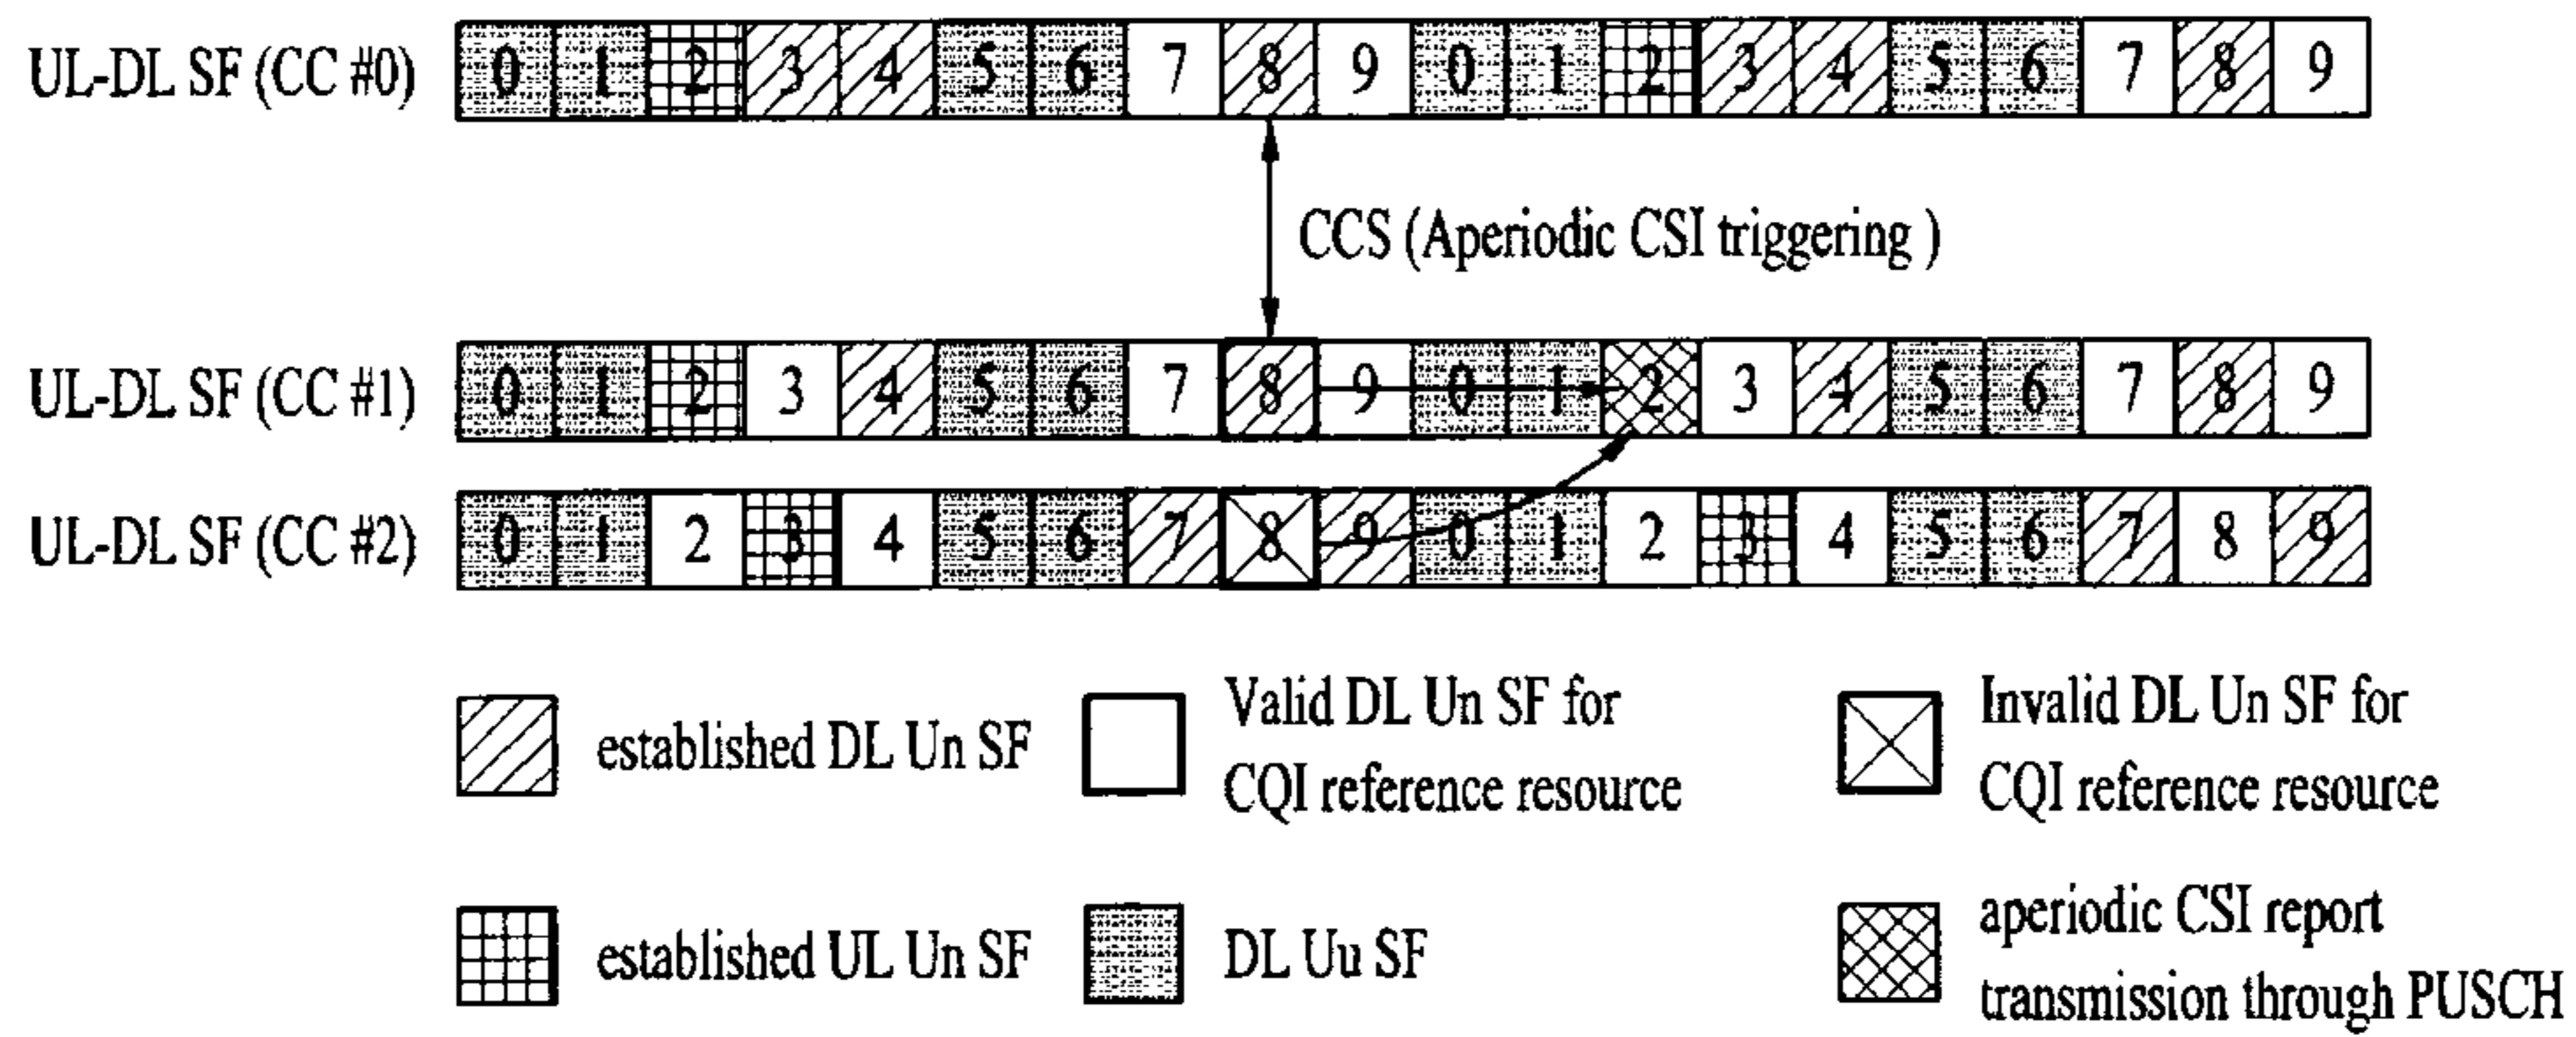 UL-DL SF (CC #0) 0 1 2 3 4 5 6 7 8 9 0 1 2 3 4 5 6 7 8 9
CCS (Aperiodic CSI triggering )
UL-DL SF (CC #1) 0 1 2 3 4 5 6 7 8 9 0 1 2 3 4 5 6 7 8 9
UL-DL SF (CC #2) 0 1 2 3 4 5 6 7 8 9 0 1 2 3 4 5 6 7 8 9
established DL Un SF
Valid DL Un SF for
CQI reference resource
Invalid DL Un SF for
CQI reference resource
established UL Un SF
DL Uu SF
aperiodic CSI report
transmission through PUSCH